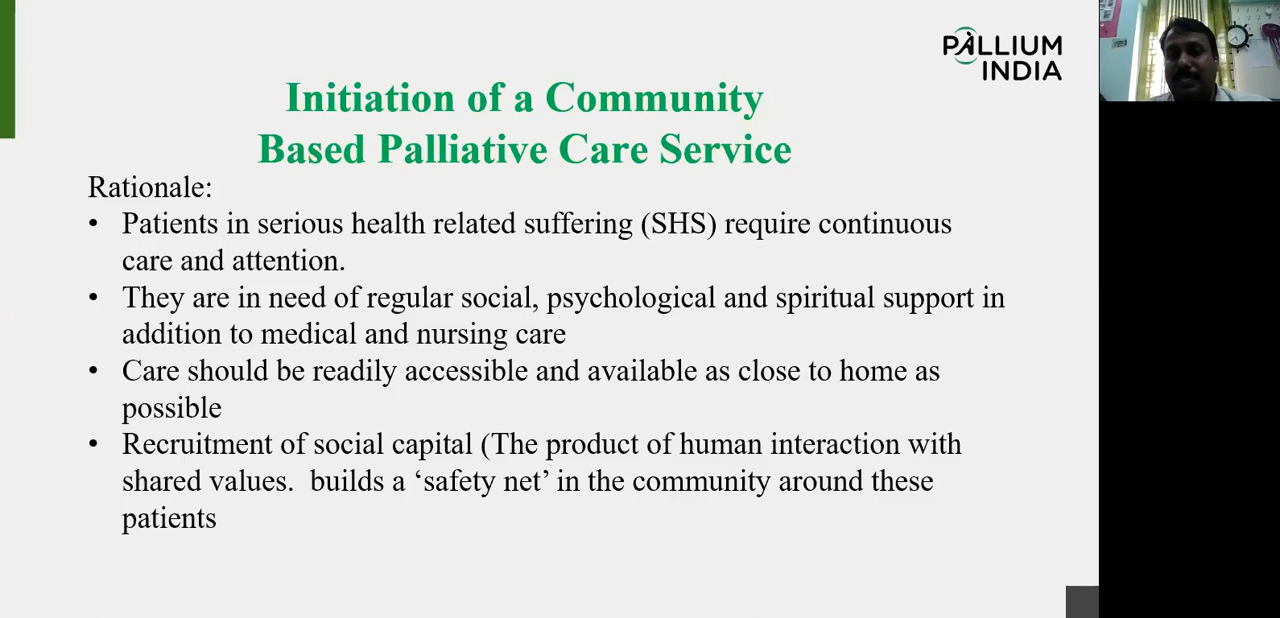 PALLIUM
INDIA
Initiation of a Community
Based Palliative Care Service
Rationale:
• Patients in serious health related suffering (SHS) require continuous
care and attention.
• They are in need of regular social, psychological and spiritual support in
addition to medical and nursing care
• Care should be readily accessible and available as close to home as
possible
• Recruitment of social capital (The product of human interaction with
shared values.  builds a ‘safety net’ in the community around these
patients